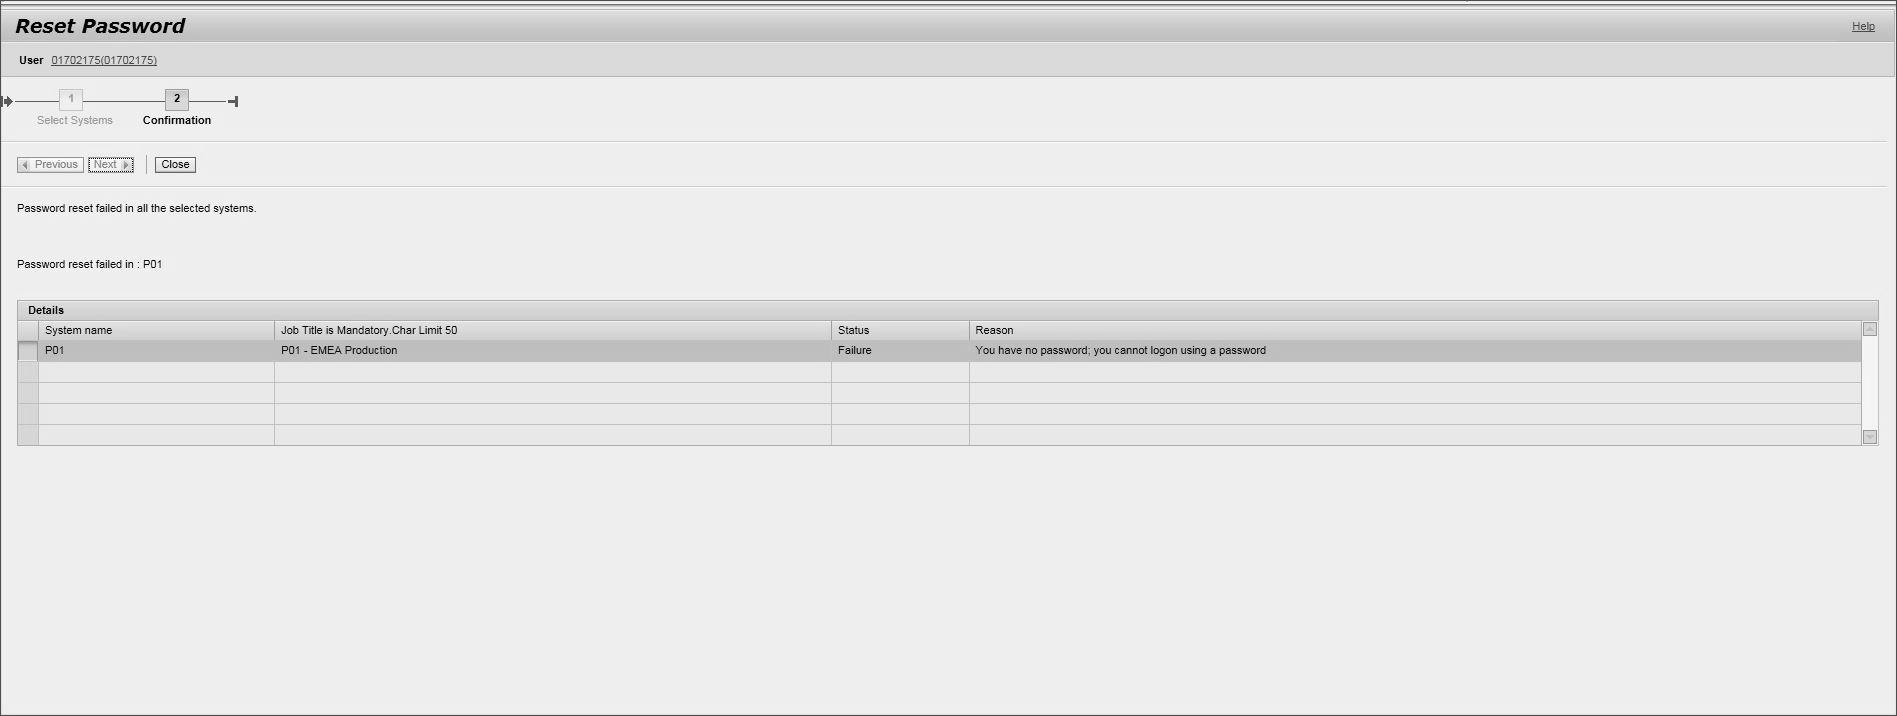 Reset Password
Help
User 01702175(01702175)
1 2
Select Systems Confirmation
Previous Next Close
Password reset failed in all the selected systems.
Password reset failed in : P01
Details
System name Job Title is Mandatory.Char Limit 50 Status Reason
P01 P01 - EMEA Production Failure You have no password; you cannot logon using a password